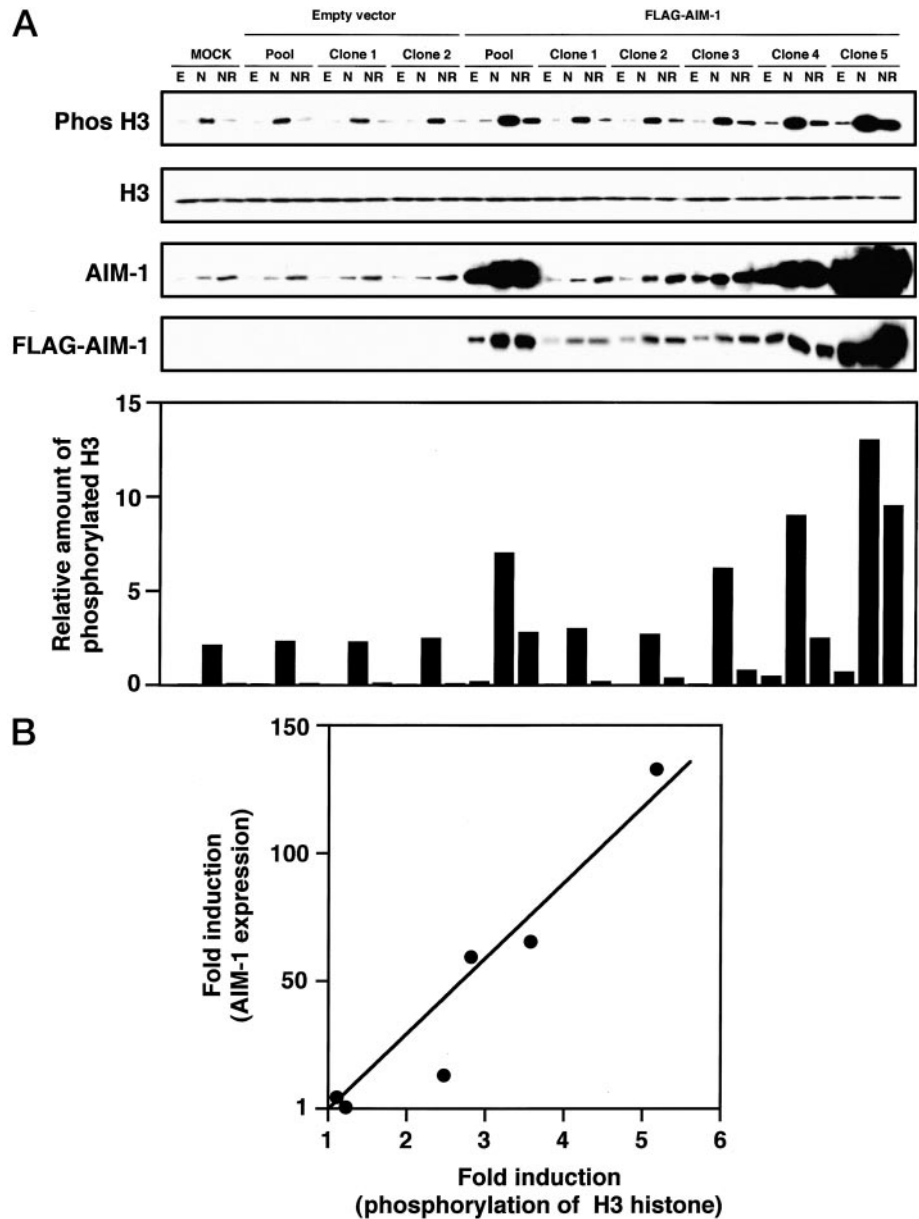 A
Empty vector FLAG-AIM-1
MOCK Pool Clone 1 Clone 2 Pool Clone 1 Clone 2 Clone 3 Clone 4 Clone 5
E N NR E N NR E N NR E N NR E N NR E N NR E N NR E N NR E N NR E N NR
Phos H3
H3
AIM-1
FLAG-AIM-1
Relative amount of
phosphorylated H3
15
10
5
0
B
Fold induction
(AIM-1 expression)
150
100
50
1
1 2 3 4 5 6
Fold induction
(phosphorylation of H3 histone)